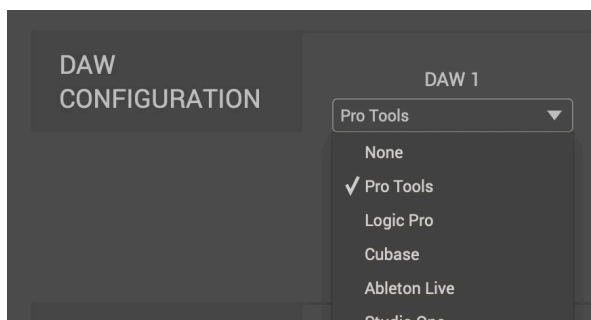 DAW
CONFIGURATION
DAW 1
Pro Tools
None
Pro Tools
Logic Pro
Cubase
Ableton Live